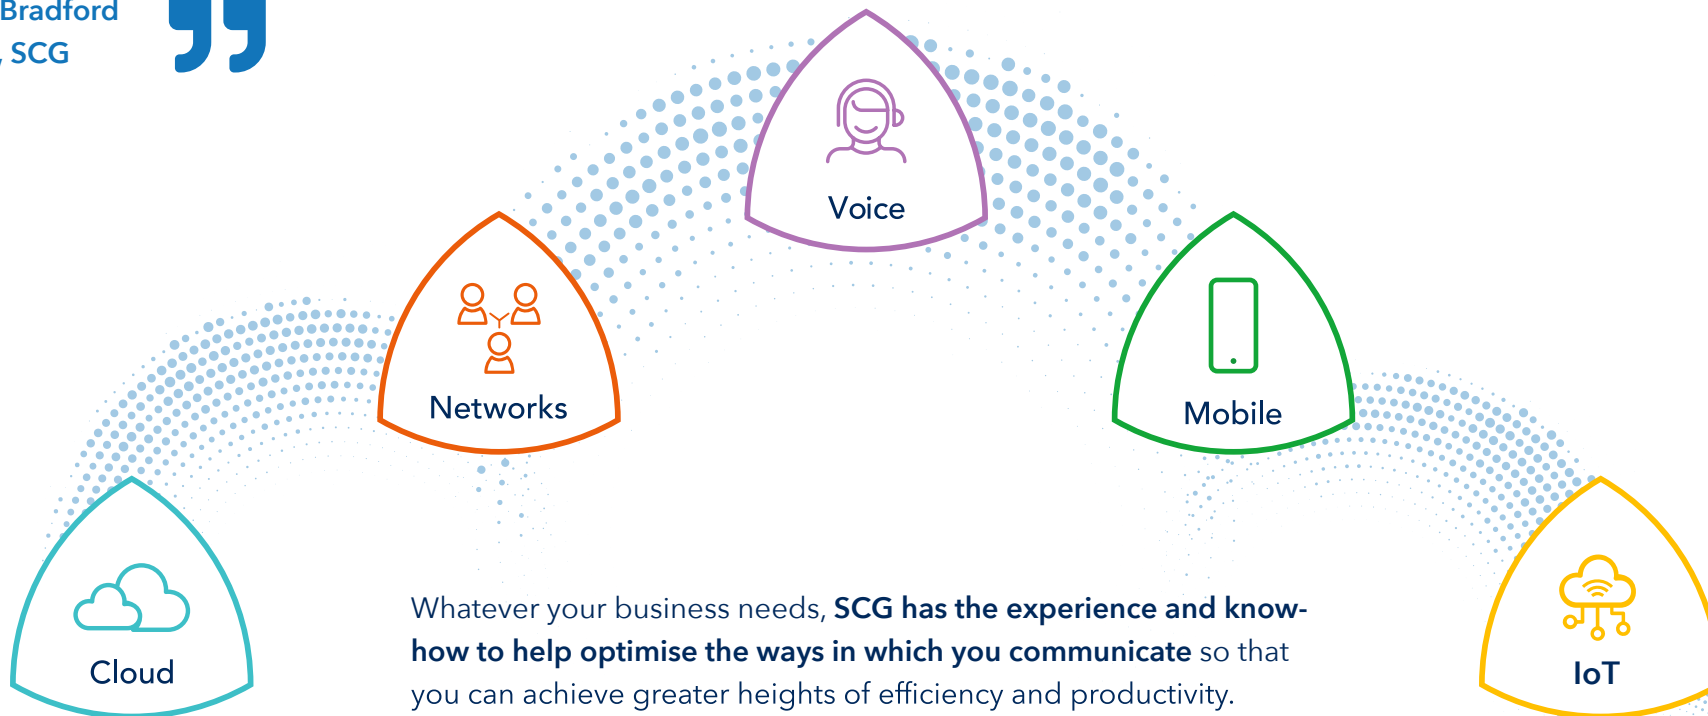 Bradford
, SCG
Voice
Networks
Mobile
Cloud
IoT
Whatever your business needs, SCG has the experience and know-
how to help optimise the ways in which you communicate so that
you can achieve greater heights of efficiency and productivity.